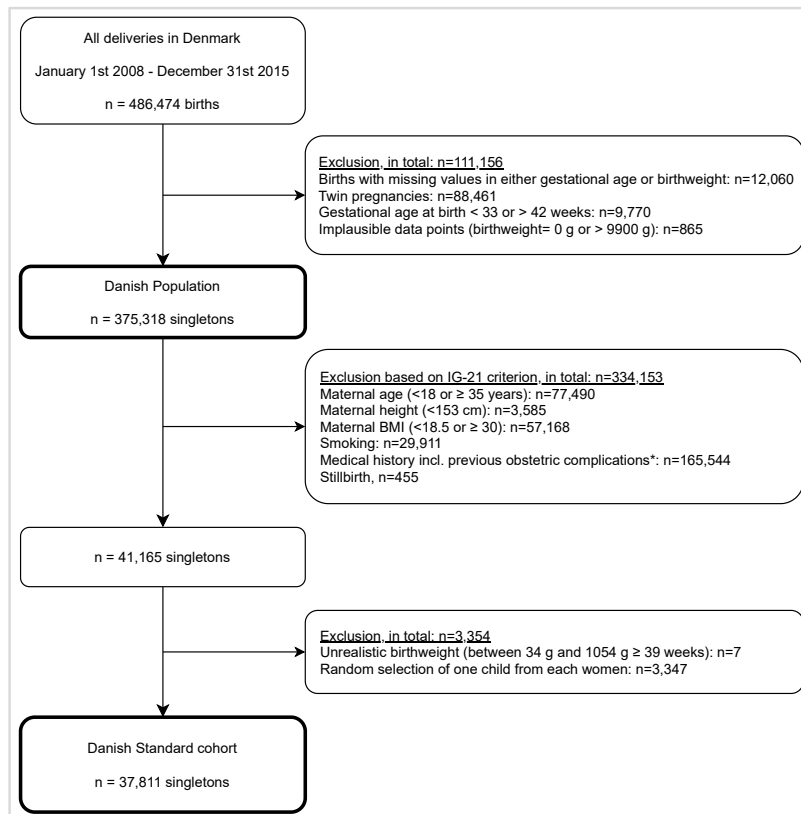 All deliveries in Denmark
January 1st 2008 - December 31st 2015
n = 486,474 births
Exclusion, in total: n=111,156
Births with missing values in either gestational age or birthweight: n=12,060
Twin pregnancies: n=88,461
Gestational age at birth < 33 or > 42 weeks: n=9,770
Implausible data points (birthweight= 0 g or > 9900 g): n=865
Danish Population
n = 375,318 singletons
Exclusion based on IG-21 criterion, in total: n=334,153
Maternal age (<18 or ≥ 35 years): n=77,490
Maternal height (<153 cm): n=3,585
Maternal BMI (<18.5 or ≥ 30): n=57,168
Smoking: n=29,911
Medical history incl. previous obstetric complications*: n=165,544
Stillbirth, n=455
n = 41,165 singletons
Exclusion, in total: n=3,354
Unrealistic birthweight (between 34 g and 1054 g ≥ 39 weeks): n=7
Random selection of one child from each women: n=3,347
Danish Standard cohort
n = 37,811 singletons